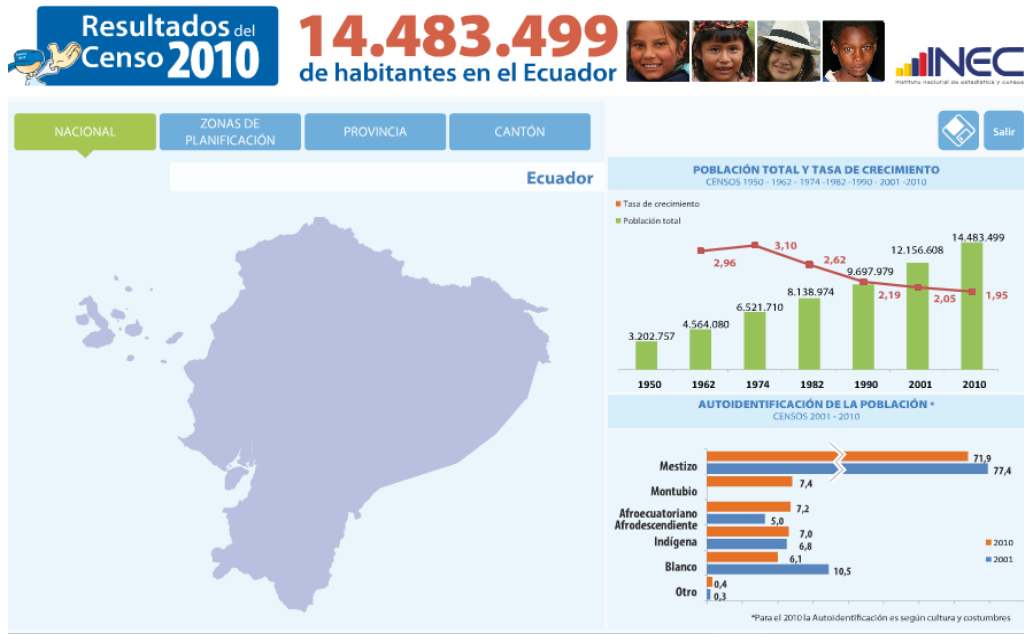 Resultados del
Censo 2010
14.483.499
de habitantes en el Ecuador
INEC
instituto nacional de estadística y censos
NACIONAL
ZONAS DE
PLANIFICACIÓN
PROVINCIA
CANTÓN
Salir
Ecuador
POBLACIÓN TOTAL Y TASA DE CRECIMIENTO
CENSOS 1950 - 1962 - 1974 -1982 -1990 - 2001 -2010
Tasa de crecimiento
Población total
2,96
3,10
2,62
2,19
2,05
1,95
3.202.757
4.564.080
6.521.710
8.138.974
9.697.979
12.156.608
14.483.499
1950 1962 1974 1982 1990 2001 2010
AUTOIDENTIFICACIÓN DE LA POBLACIÓN *
CENSOS 2001 - 2010
Mestizo
71,9
77,4
Montubio
7,4
Afroecuatoriano
Afrodescendiente
7,2
5,0
Indígena
7,0
6,8
Blanco
6,1
10,5
Otro
0,4
0,3
2010
2001
*Para el 2010 la Autoidentificación es según cultura y costumbres